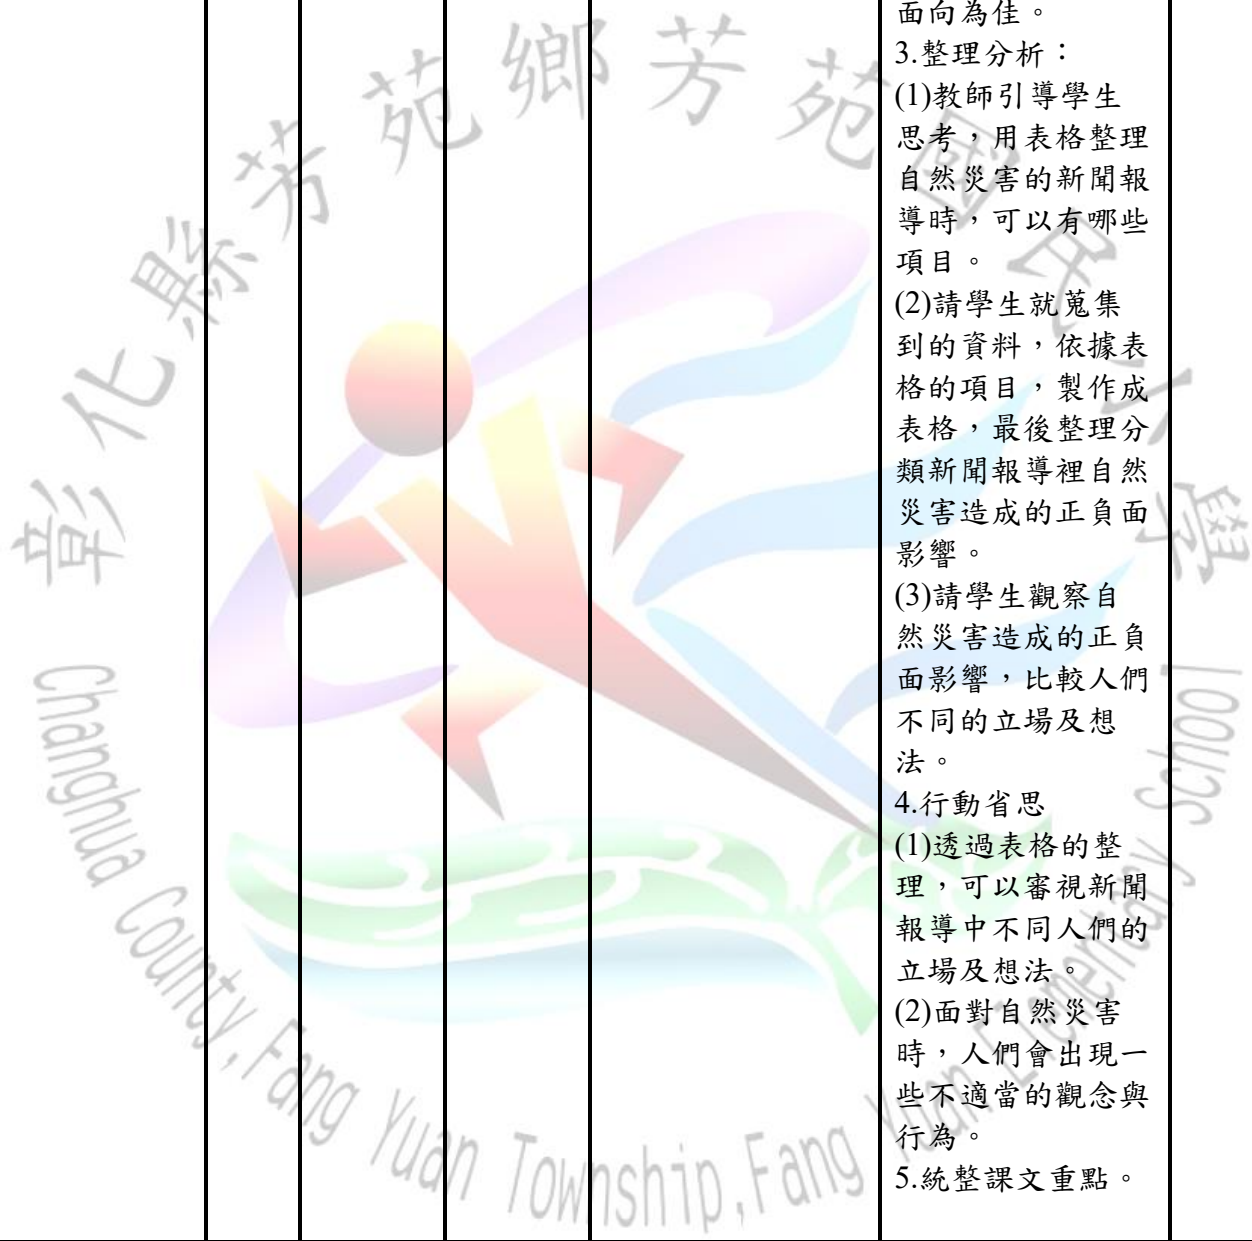 面向為佳。
3.整理分析：
(1)教師引導學生
思考，用表格整理
自然災害的新聞報
導時，可以有哪些
項目。
(2)請學生就蒐集
到的資料，依據表
格的項目，製作成
表格，最後整理分
類新聞報導裡自然
災害造成的正負面
影響。
(3)請學生觀察自
然災害造成的正負
面影響，比較人們
不同的立場及想
法。
4.行動省思
(1)透過表格的整
理，可以審視新聞
報導中不同人們的
立場及想法。
(2)面對自然災害
時，人們會出現一
些不適當的觀念與
行為。
5.統整課文重點。
彰化縣芳苑鄉芳苑國民小學
Changhua County, Fang Yuan Township, Fang Yuan Elementary School